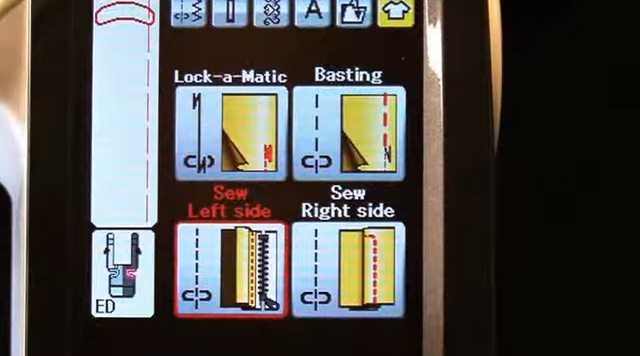 A
Lock-a-Matic
Basting
Sew
Left side
Sew
Right side
ED